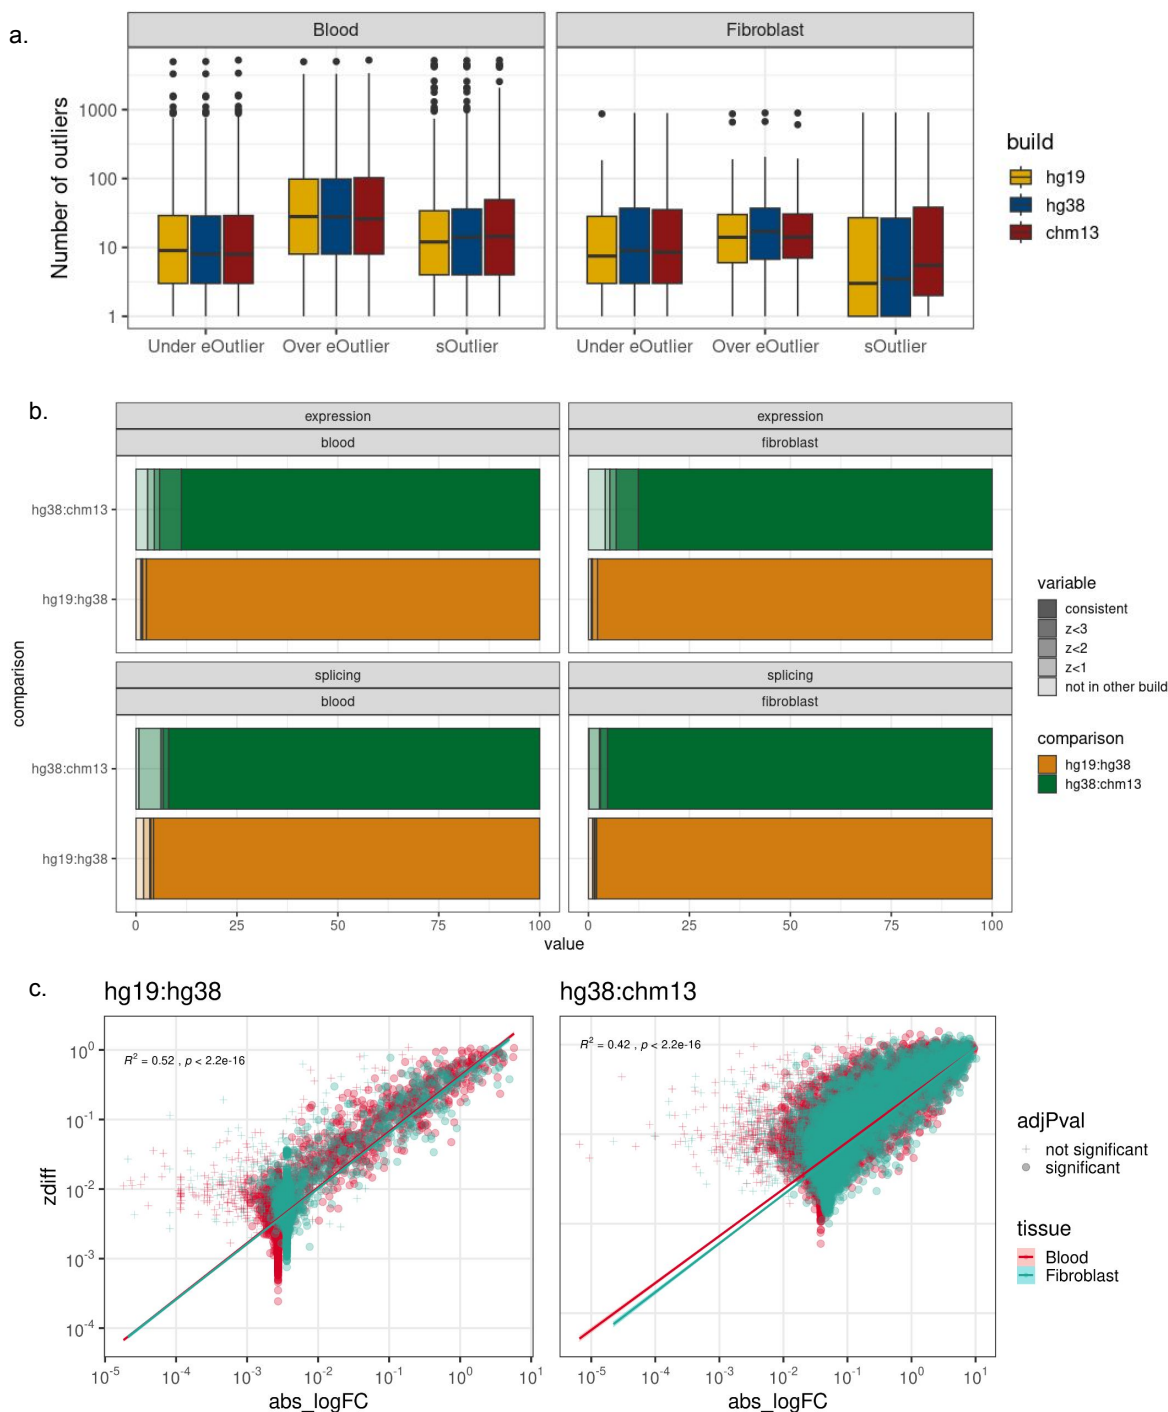 a.
Blood
Fibroblast
Number of outliers
1000
100
10
1
Under eOutlier
Over eOutlier
sOutlier
Under eOutlier
Over eOutlier
sOutlier
build
hg19
hg38
chm13
b.
expression
expression
blood
fibroblast
hg38:chm13
hg19:hg38
splicing
splicing
blood
fibroblast
hg38:chm13
hg19:hg38
comparison
0
25
50
75
100
0
25
50
75
100
value
variable
consistent
z<3
z<2
z<1
not in other build
comparison
hg19:hg38
hg38:chm13
c.
hg19:hg38
hg38:chm13
R² = 0.52 , p < 2.2e-16
R² = 0.42 , p < 2.2e-16
zdiff
10⁰
10⁻¹
10⁻²
10⁻³
10⁻⁴
10⁻⁵
10⁻⁴
10⁻³
10⁻²
10⁻¹
10⁰
10¹
10⁻⁵
10⁻⁴
10⁻³
10⁻²
10⁻¹
10⁰
10¹
abs_logFC
abs_logFC
adjPval
not significant
significant
tissue
Blood
Fibroblast